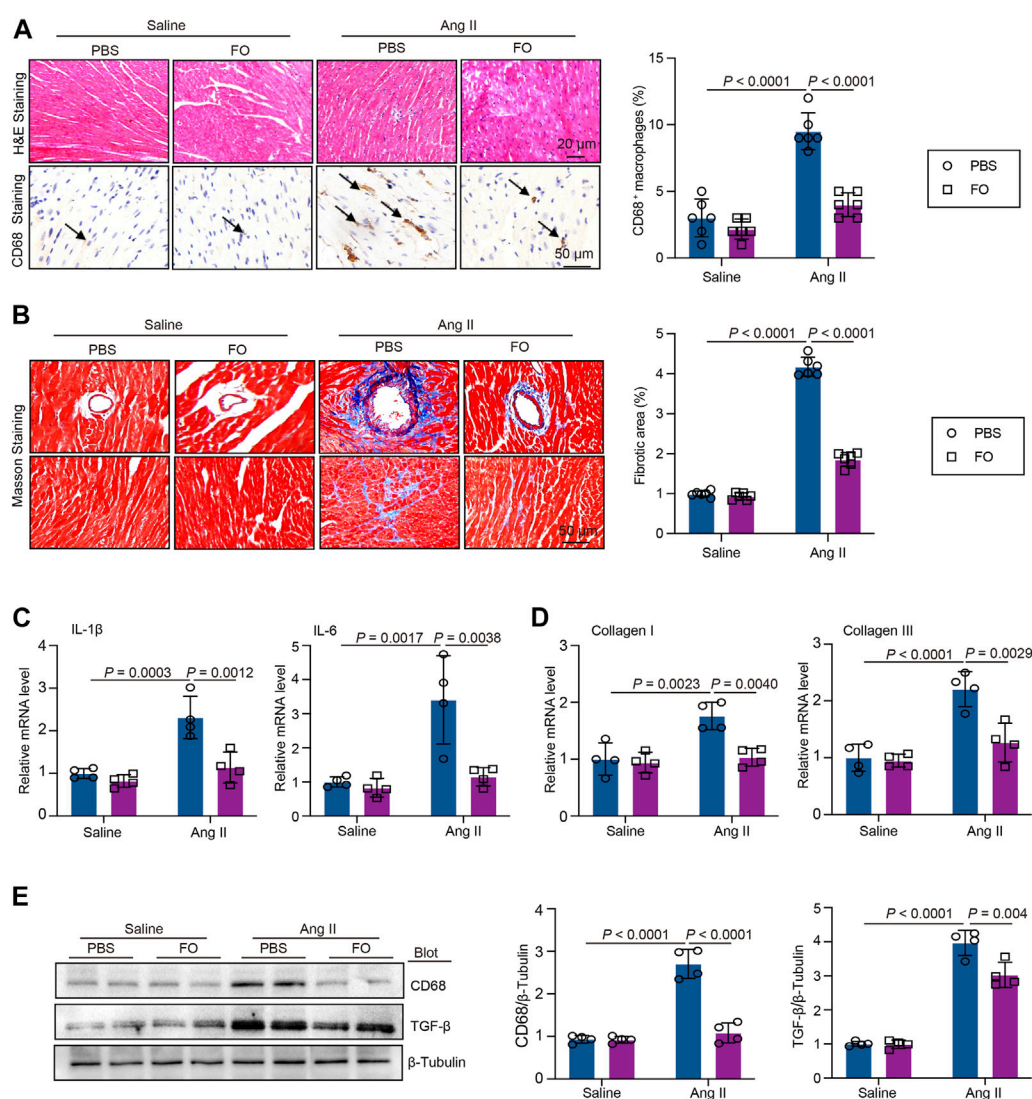 A
Saline
Ang II
PBS
FO
PBS
FO
H&E Staining
20 µm
CD68 Staining
50 µm
CD68⁺ macrophages (%)
15
10
5
0
P < 0.0001
P < 0.0001
Saline
Ang II
PBS
FO
B
Saline
Ang II
PBS
FO
PBS
FO
Masson Staining
50 µm
Fibrotic area (%)
5
4
3
2
1
0
P < 0.0001
P < 0.0001
Saline
Ang II
PBS
FO
C
IL-1β
Relative mRNA level
4
3
2
1
0
P = 0.0003
P = 0.0012
Saline
Ang II
IL-6
Relative mRNA level
5
4
3
2
1
0
P = 0.0017
P = 0.0038
Saline
Ang II
D
Collagen I
Relative mRNA level
3
2
1
0
P = 0.0023
P = 0.0040
Saline
Ang II
Collagen III
Relative mRNA level
3
2
1
0
P < 0.0001
P = 0.0029
Saline
Ang II
E
Saline
Ang II
PBS
FO
PBS
FO
Blot
CD68
TGF-β
β-Tubulin
CD68/β-Tubulin
4
3
2
1
0
P < 0.0001
P < 0.0001
Saline
Ang II
TGF-β/β-Tubulin
5
4
3
2
1
0
P < 0.0001
P = 0.004
Saline
Ang II